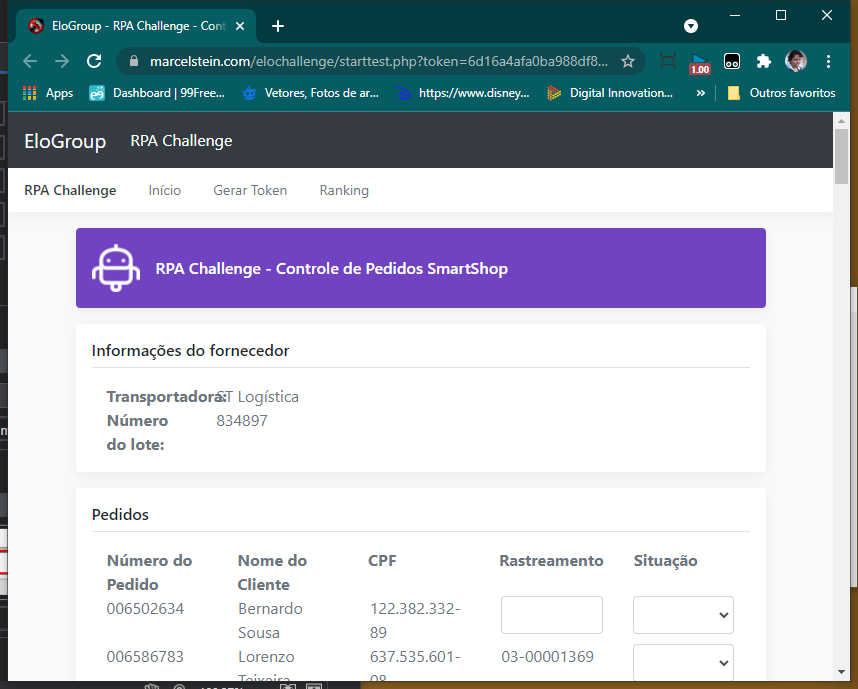 EloGroup - RPA Challenge - Cont
marcelstein.com/elochallenge/starttest.php?token=6d16a4afa0ba988df8...
1.00
Apps
Dashboard | 99Free...
Vetores, Fotos de ar...
https://www.disney...
Digital Innovation...
»
Outros favoritos
EloGroup RPA Challenge
RPA Challenge Início Gerar Token Ranking
RPA Challenge - Controle de Pedidos SmartShop
Informações do fornecedor
Transportadora: ST Logística
Número do lote: 834897
Pedidos
Número do Pedido Nome do Cliente CPF Rastreamento Situação
006502634 Bernardo Sousa 122.382.332-89
006586783 Lorenzo Teixeira 637.535.601-08 03-00001369